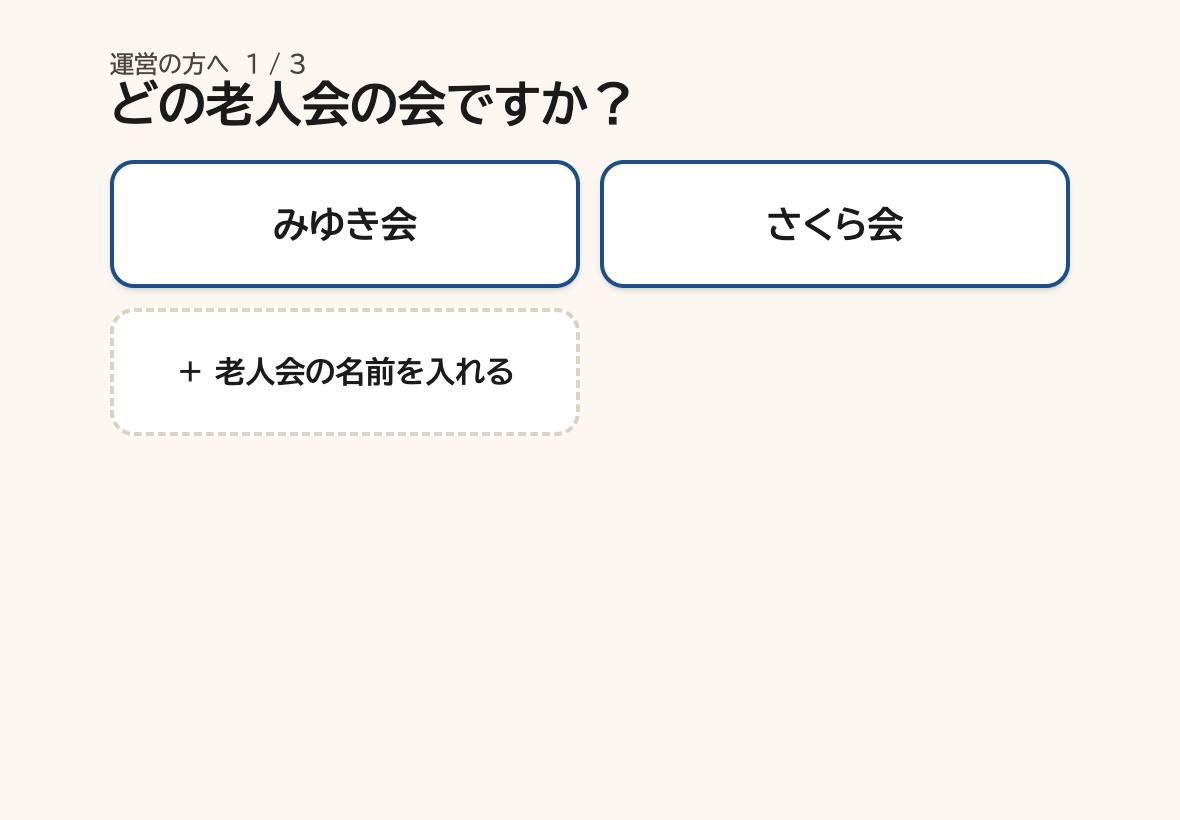 運営の方へ 1 / 3
どの老人会の会ですか？
みゆき会
さくら会
＋ 老人会の名前を入れる